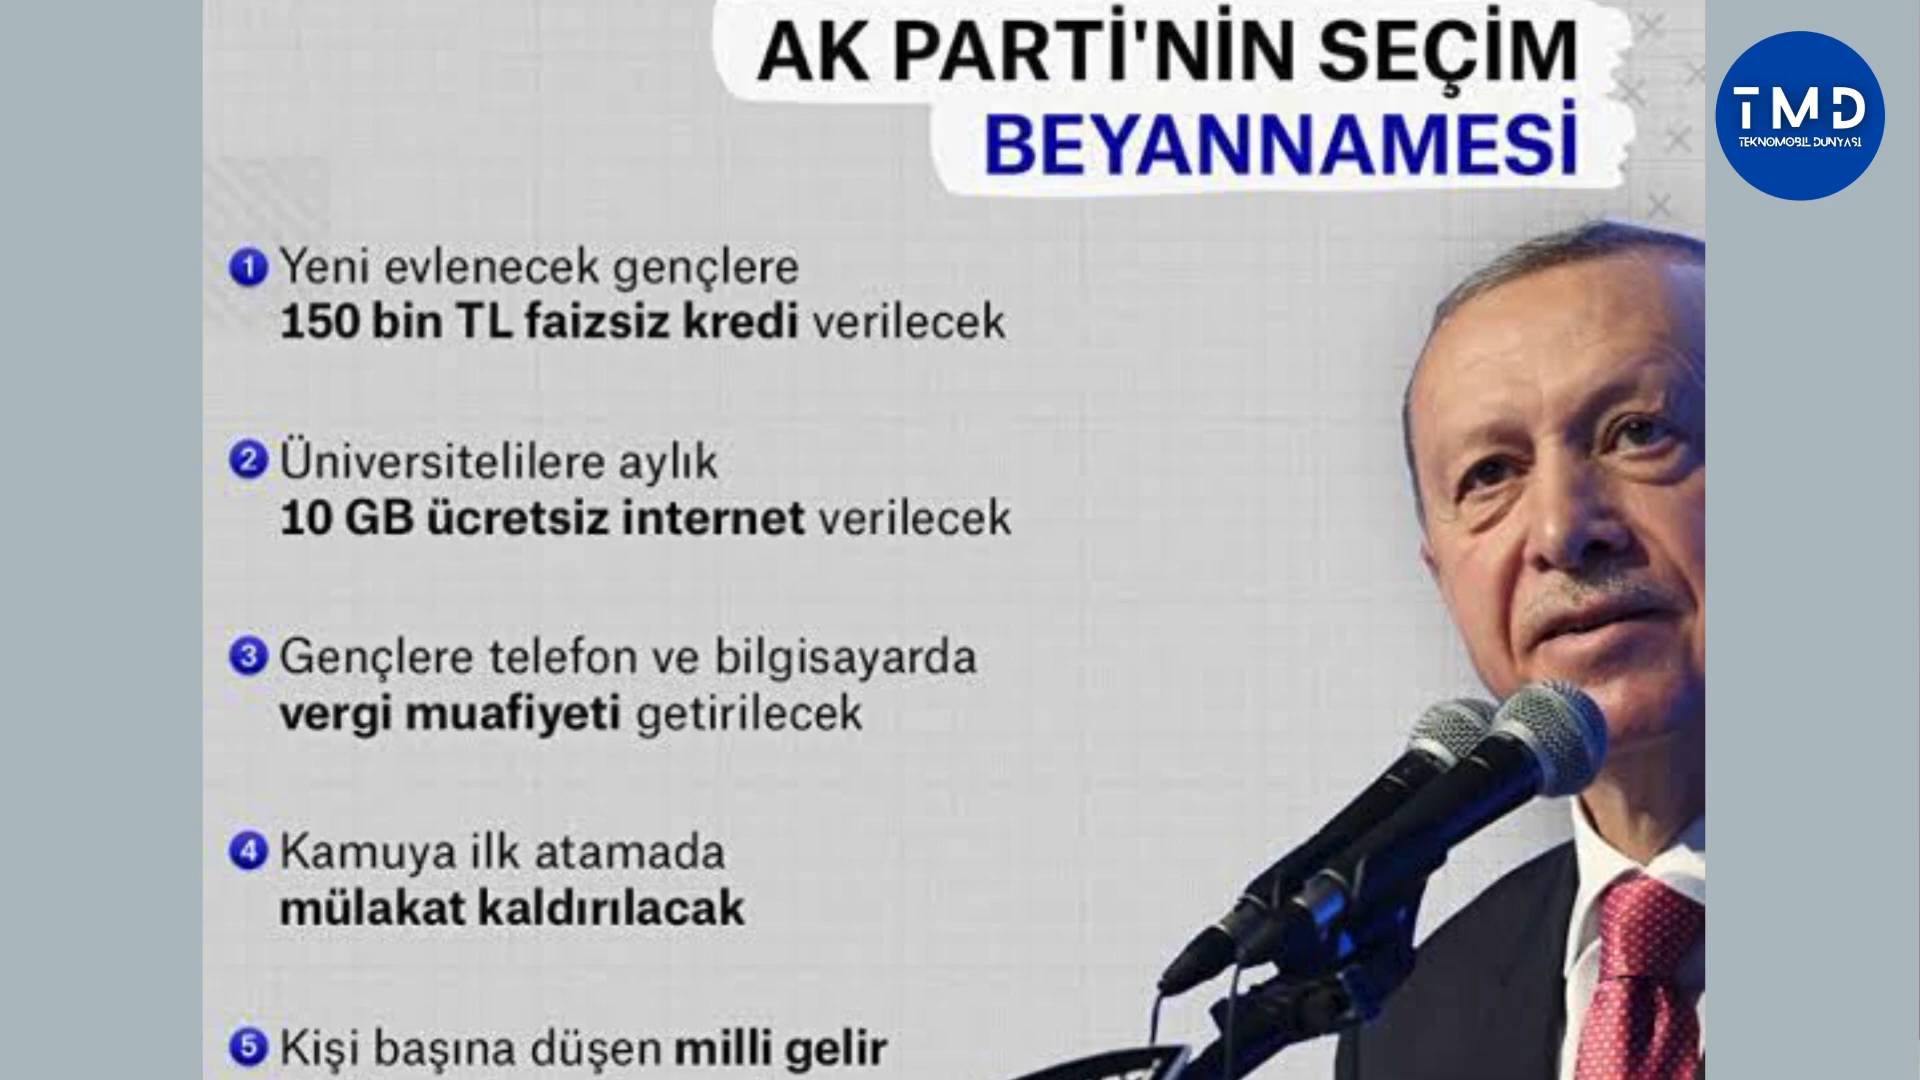 AK PARTİ'NİN SEÇİM
BEYANNAMESİ
TMD
TEKNOMOBİL DUNYASI
1 Yeni evlenecek gençlere
150 bin TL faizsiz kredi verilecek
2 Üniversitelilere aylık
10 GB ücretsiz internet verilecek
3 Gençlere telefon ve bilgisayarda
vergi muafiyeti getirilecek
4 Kamuya ilk atamada
mülakat kaldırılacak
5 Kişi başına düşen milli gelir